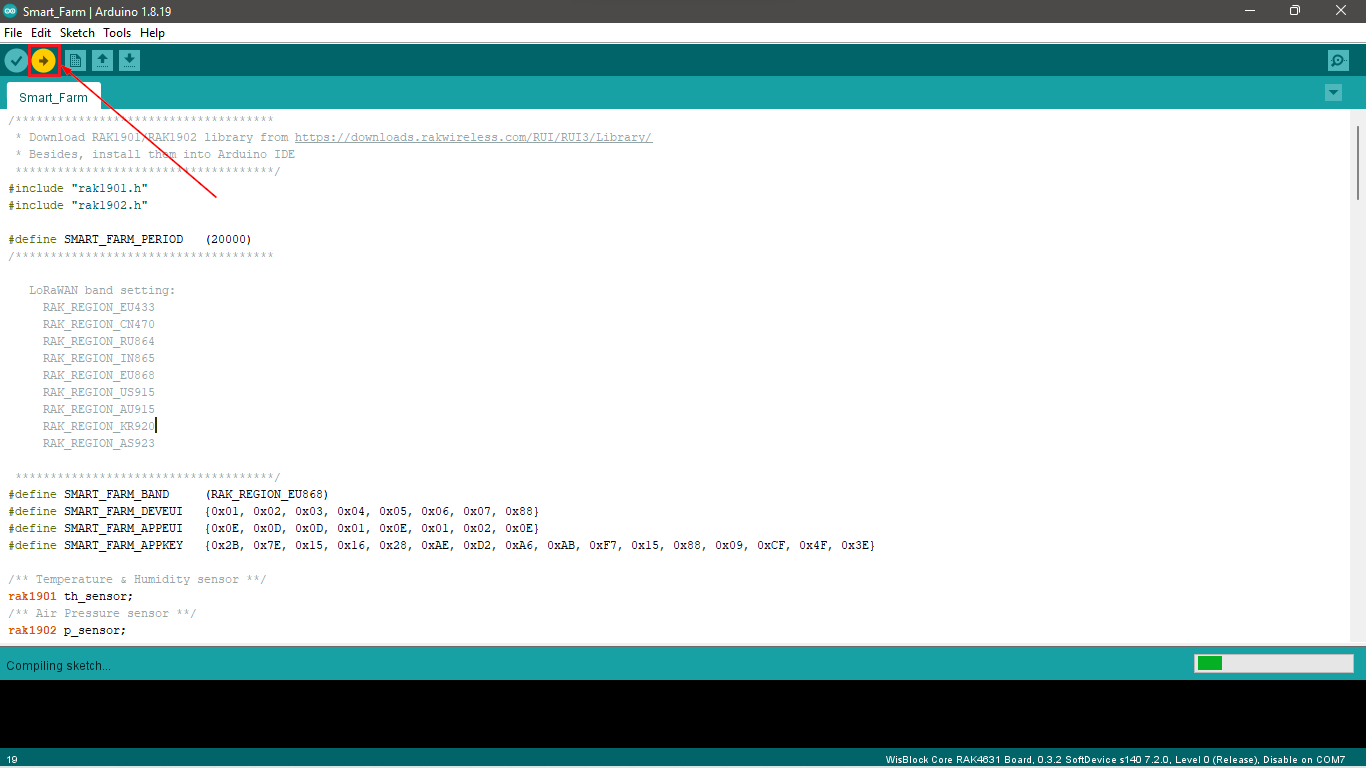 Smart_Farm | Arduino 1.8.19
File Edit Sketch Tools Help
Smart_Farm
/*************************************
* Download RAK1901/RAK1902 library from https://downloads.rakwireless.com/RUI/RUI3/Library/
* Besides, install them into Arduino IDE
*************************************/
#include "rak1901.h"
#include "rak1902.h"
#define SMART_FARM_PERIOD (20000)
/*************************************
LoRaWAN band setting:
RAK_REGION_EU433
RAK_REGION_CN470
RAK_REGION_RU864
RAK_REGION_IN865
RAK_REGION_EU868
RAK_REGION_US915
RAK_REGION_AU915
RAK_REGION_KR920
RAK_REGION_AS923
*************************************/
#define SMART_FARM_BAND (RAK_REGION_EU868)
#define SMART_FARM_DEVEUI {0x01, 0x02, 0x03, 0x04, 0x05, 0x06, 0x07, 0x88}
#define SMART_FARM_APPEUI {0x0E, 0x0D, 0x0D, 0x01, 0x0E, 0x01, 0x02, 0x0E}
#define SMART_FARM_APPKEY {0x2B, 0x7E, 0x15, 0x16, 0x28, 0xAE, 0xD2, 0xA6, 0xAB, 0xF7, 0x15, 0x88, 0x09, 0xCF, 0x4F, 0x3E}
/** Temperature & Humidity sensor **/
rak1901 th_sensor;
/** Air Pressure sensor **/
rak1902 p_sensor;
Compiling sketch...
19
WisBlock Core RAK4631 Board, 0.3.2 SoftDevice s140 7.2.0, Level 0 (Release), Disable on COM7